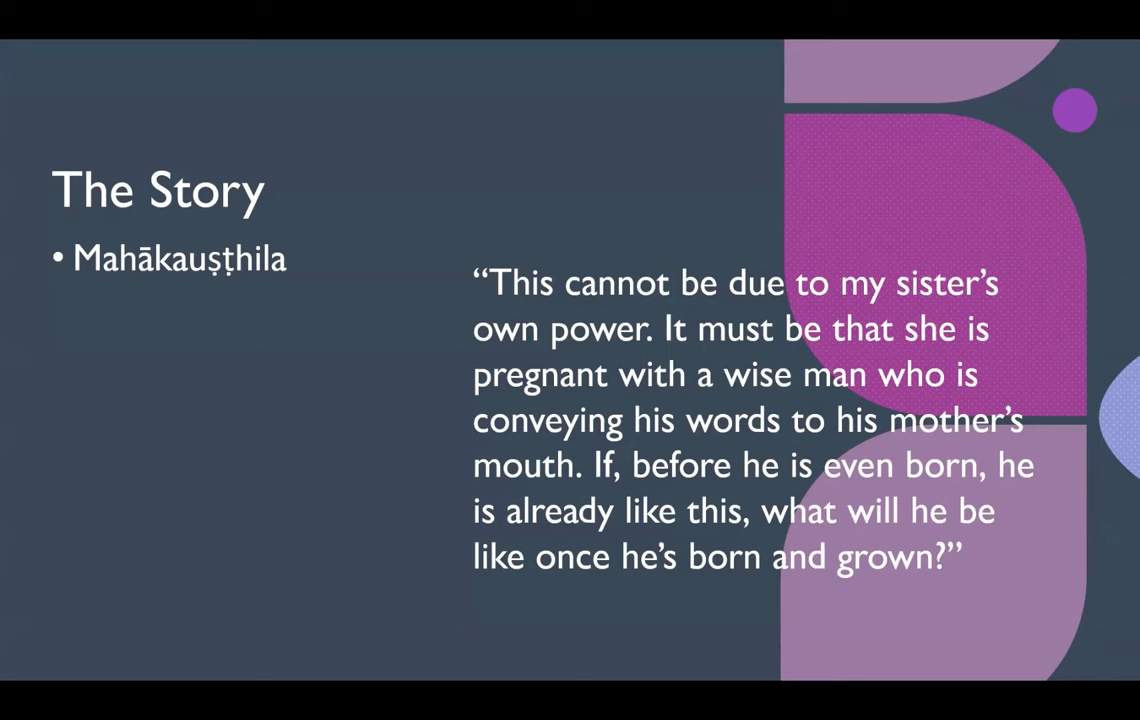 The Story
• Mahākauṣṭhila
“This cannot be due to my sister’s
own power. It must be that she is
pregnant with a wise man who is
conveying his words to his mother’s
mouth. If, before he is even born, he
is already like this, what will he be
like once he’s born and grown?”